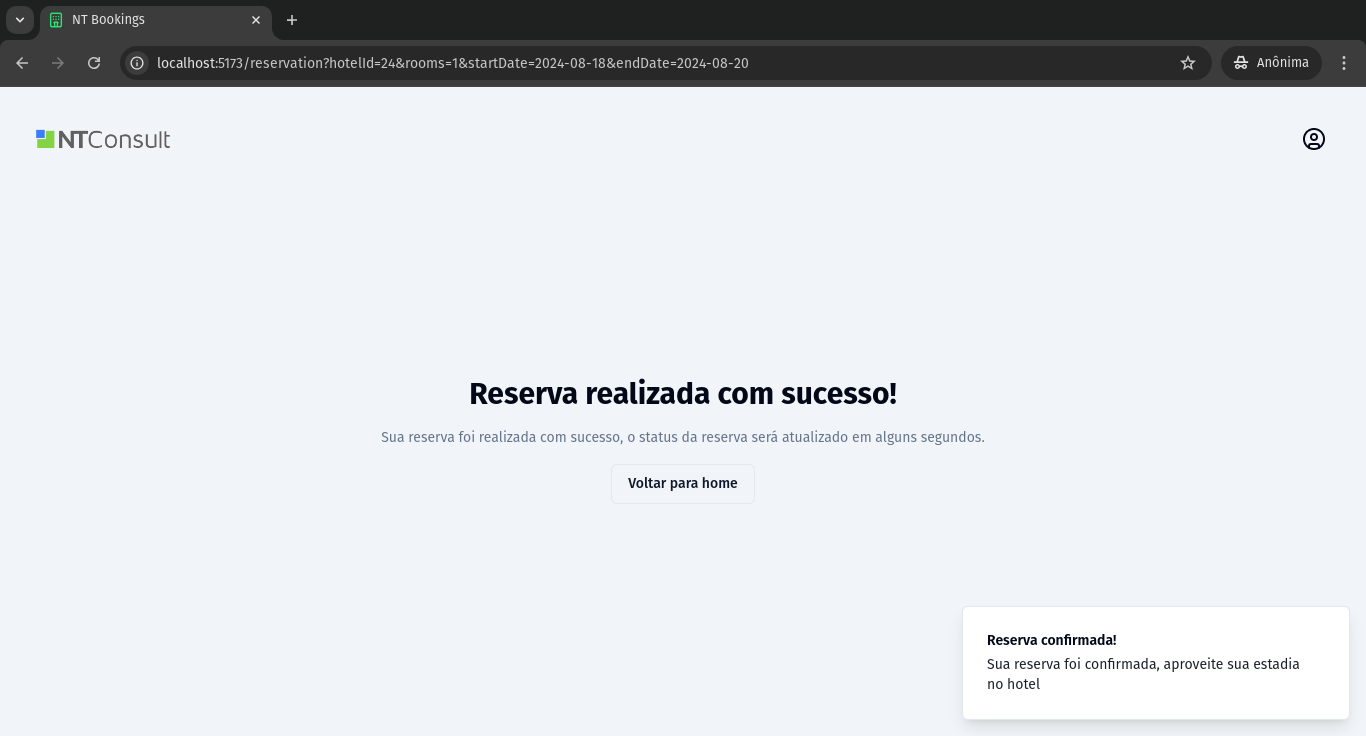 NT Bookings
localhost:5173/reservation?hotelId=24&rooms=1&startDate=2024-08-18&endDate=2024-08-20
Anônima
NTConsult
Reserva realizada com sucesso!
Sua reserva foi realizada com sucesso, o status da reserva será atualizado em alguns segundos.
Voltar para home
Reserva confirmada!
Sua reserva foi confirmada, aproveite sua estadia
no hotel